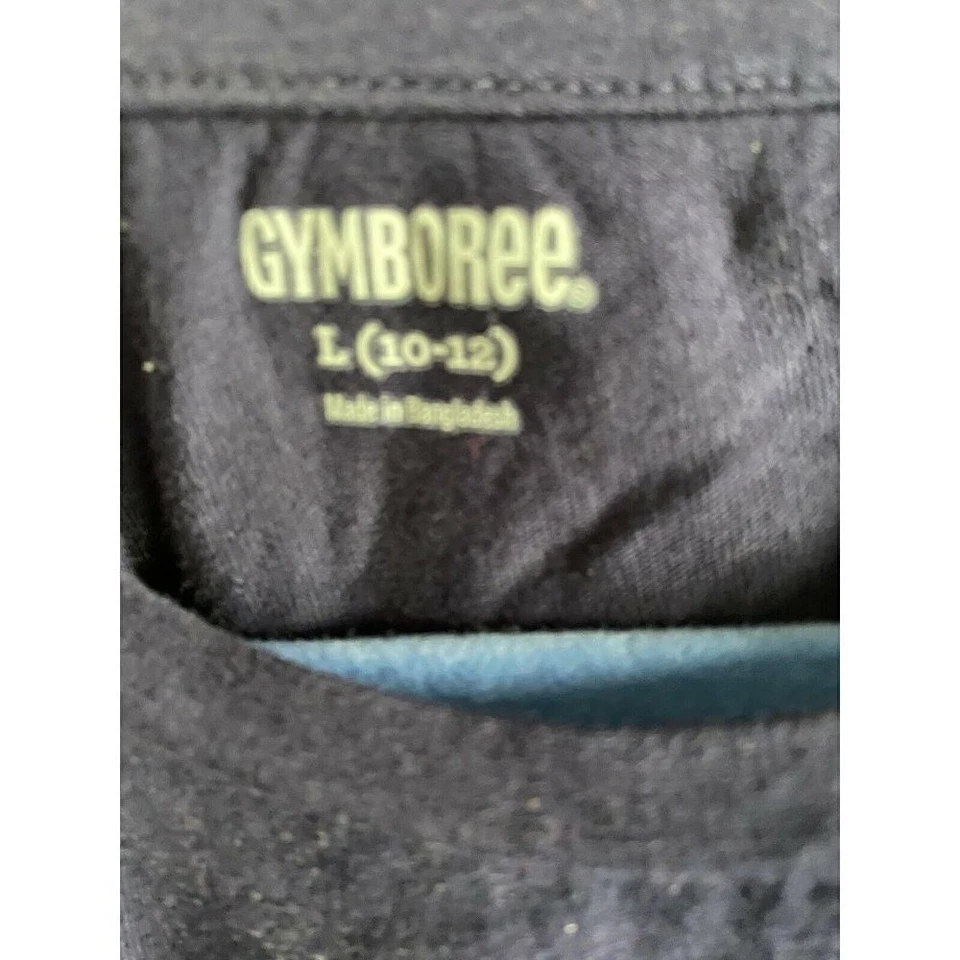 GYMBOREE®
L (10-12)
Made in Bangladesh